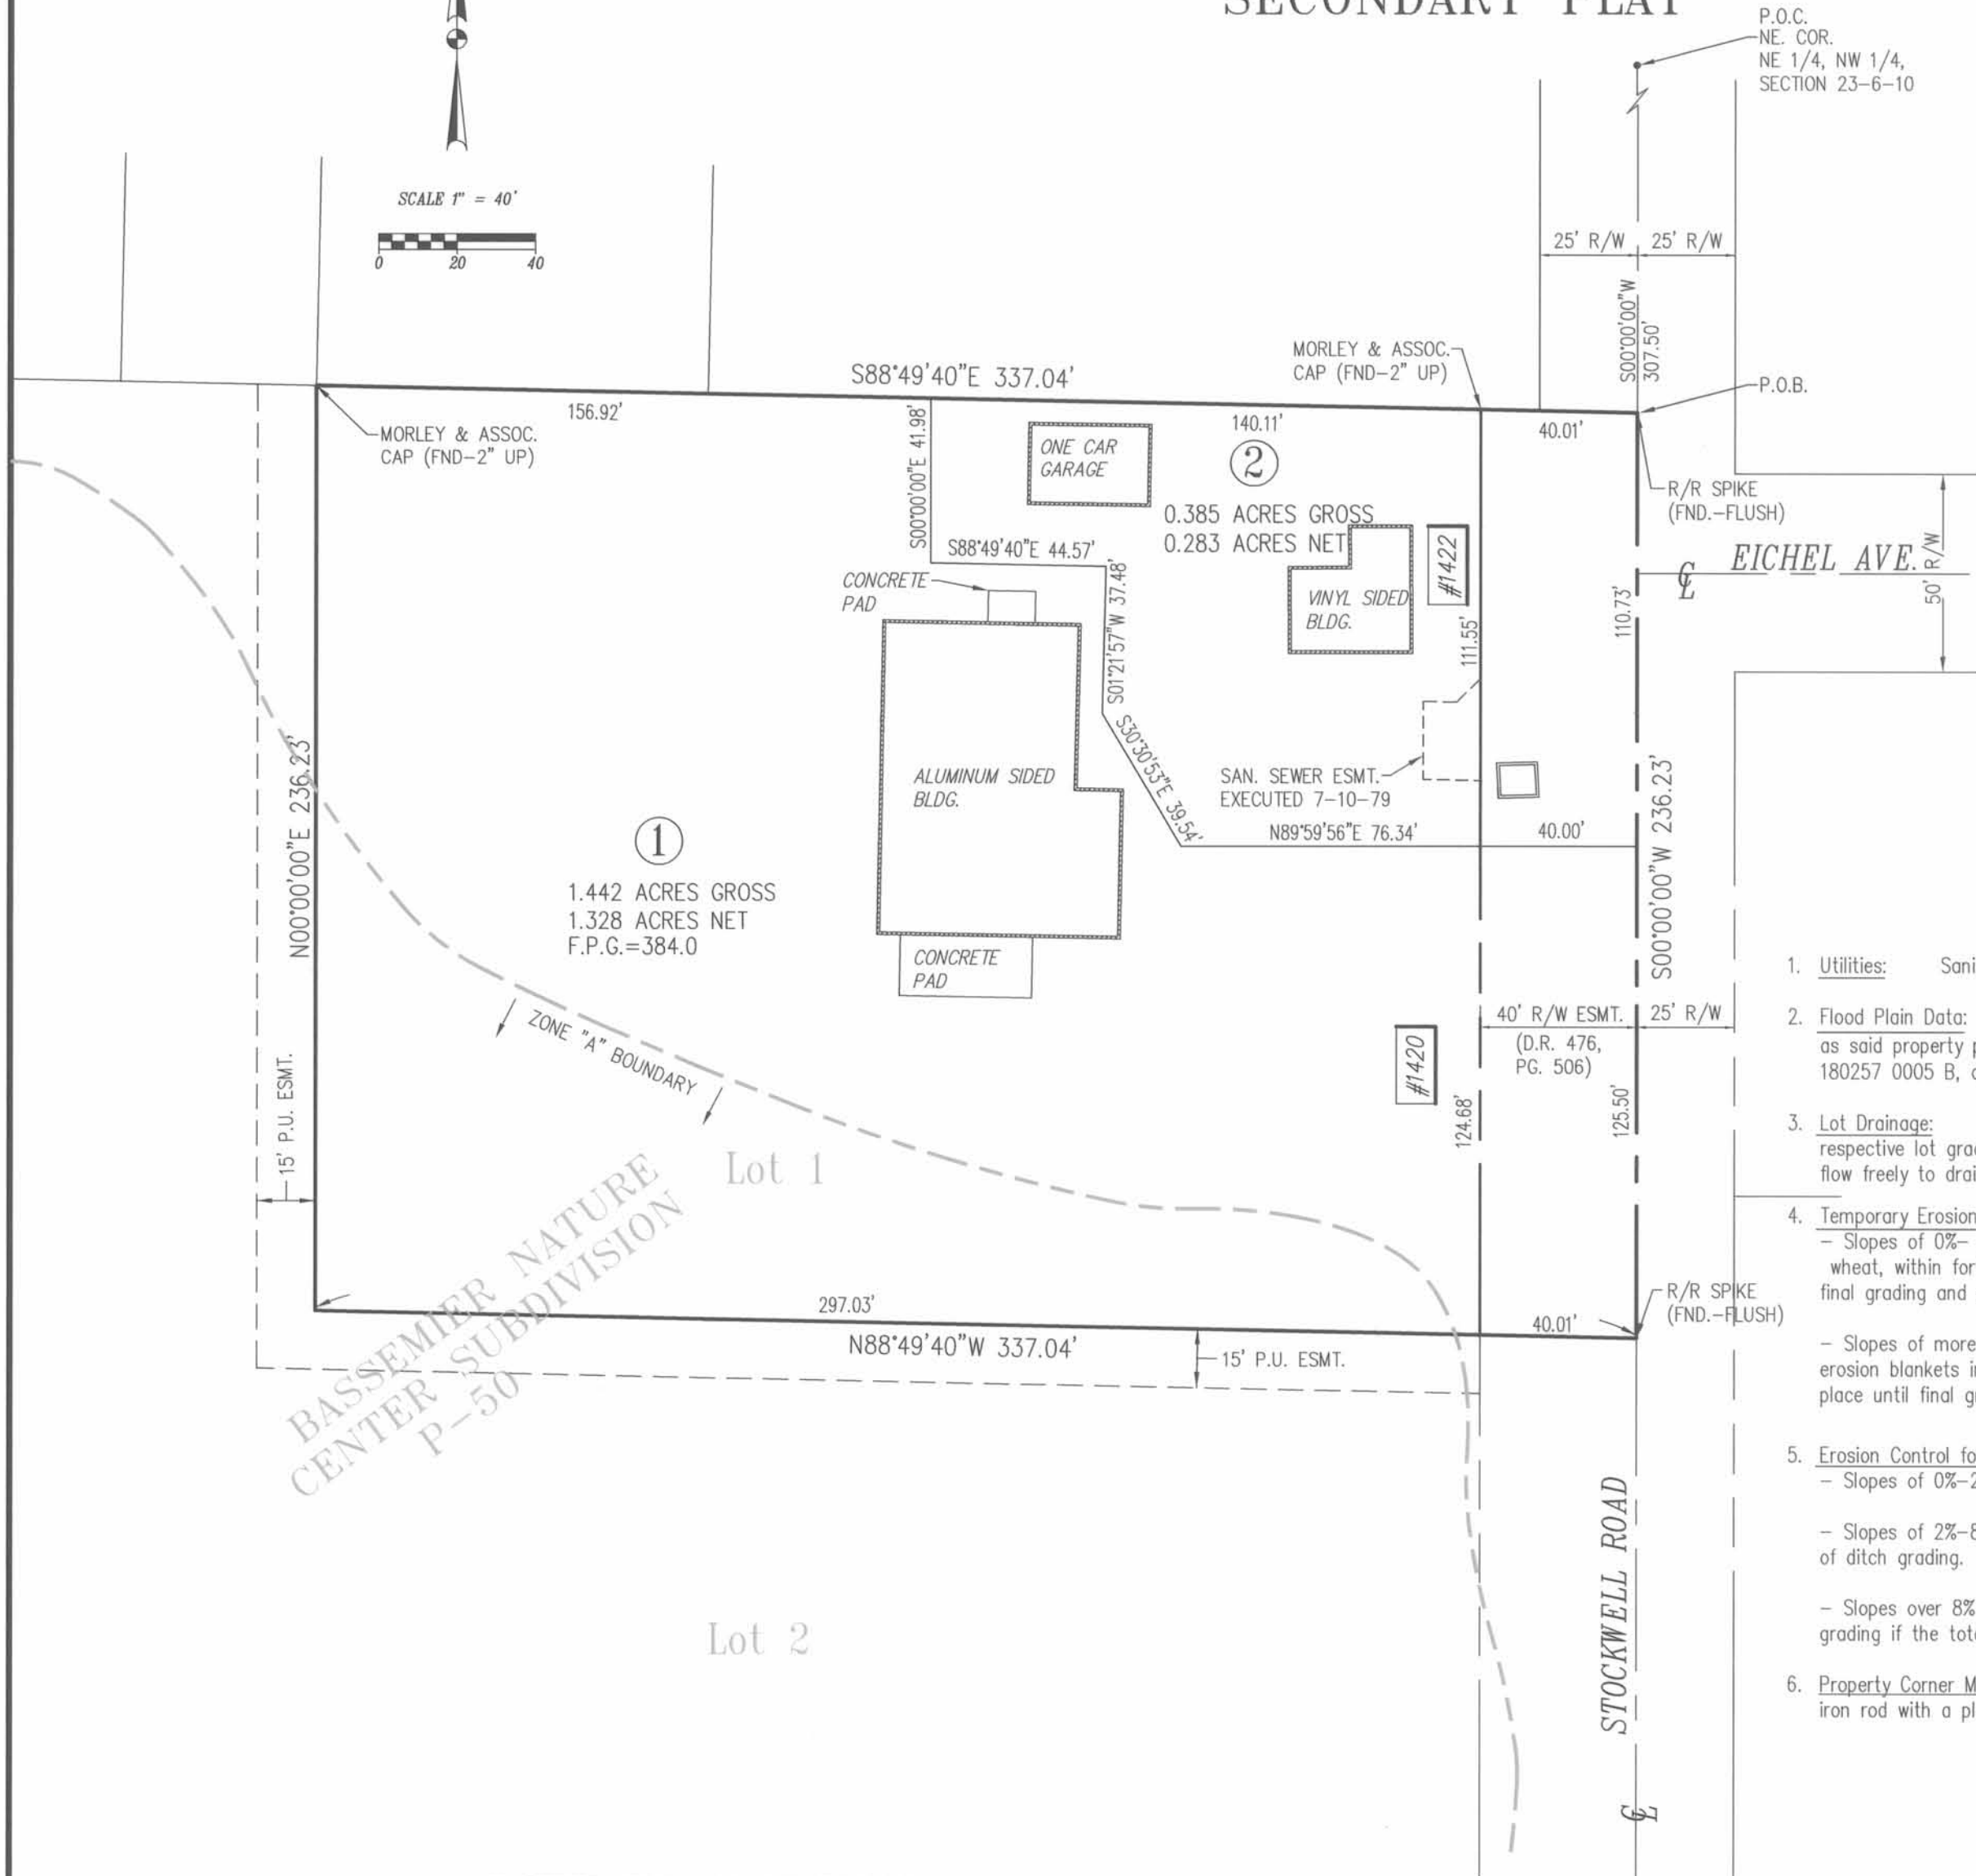 SECONDARY PLAT
P.O.C.
NE. COR.
NE 1/4, NW 1/4,
SECTION 23-6-10
SCALE 1" = 40'
0 20 40
25' R/W 25' R/W
S00°00'00"W
307.50'
MORLEY & ASSOC.
CAP (FND-2" UP)
S88°49'40"E 337.04'
P.O.B.
156.92'
140.11'
40.01'
MORLEY & ASSOC.
CAP (FND-2" UP)
S00°00'00"E 41.98'
ONE CAR
GARAGE
2
R/R SPIKE
(FND.-FLUSH)
0.385 ACRES GROSS
0.283 ACRES NET
#1422
S88°49'40"E 44.57'
EICHEL AVE.
50' R/W
CONCRETE
PAD
VINYL SIDED
BLDG.
S01°21'57"W 37.48'
111.55'
110.73'
S30°30'53"E 39.54'
ALUMINUM SIDED
BLDG.
SAN. SEWER ESMT.
EXECUTED 7-10-79
N89°59'56"E 76.34'
40.00'
N00°00'00"E 236.23'
S00°00'00"W 236.23'
1
1.442 ACRES GROSS
1.328 ACRES NET
F.P.G.=384.0
CONCRETE
PAD
ZONE "A" BOUNDARY
40' R/W ESMT.
(D.R. 476,
PG. 506)
25' R/W
#1420
124.68'
125.50'
15' P.U. ESMT.
Lot 1
BASSEMIER NATURE
CENTER SUBDIVISION
P-50
297.03'
40.01'
N88°49'40"W 337.04'
15' P.U. ESMT.
R/R SPIKE
(FND.-FLUSH)
Lot 2
STOCKWELL ROAD
1. Utilities: Sani
2. Flood Plain Data:
as said property p
180257 0005 B,
3. Lot Drainage:
respective lot gra
flow freely to drai
4. Temporary Erosion
- Slopes of 0%-
wheat, within for
final grading and
- Slopes of more
erosion blankets i
place until final g
5. Erosion Control fo
- Slopes of 0%-2
- Slopes of 2%-8
of ditch grading.
- Slopes over 8%
grading if the tot
6. Property Corner M
iron rod with a pl